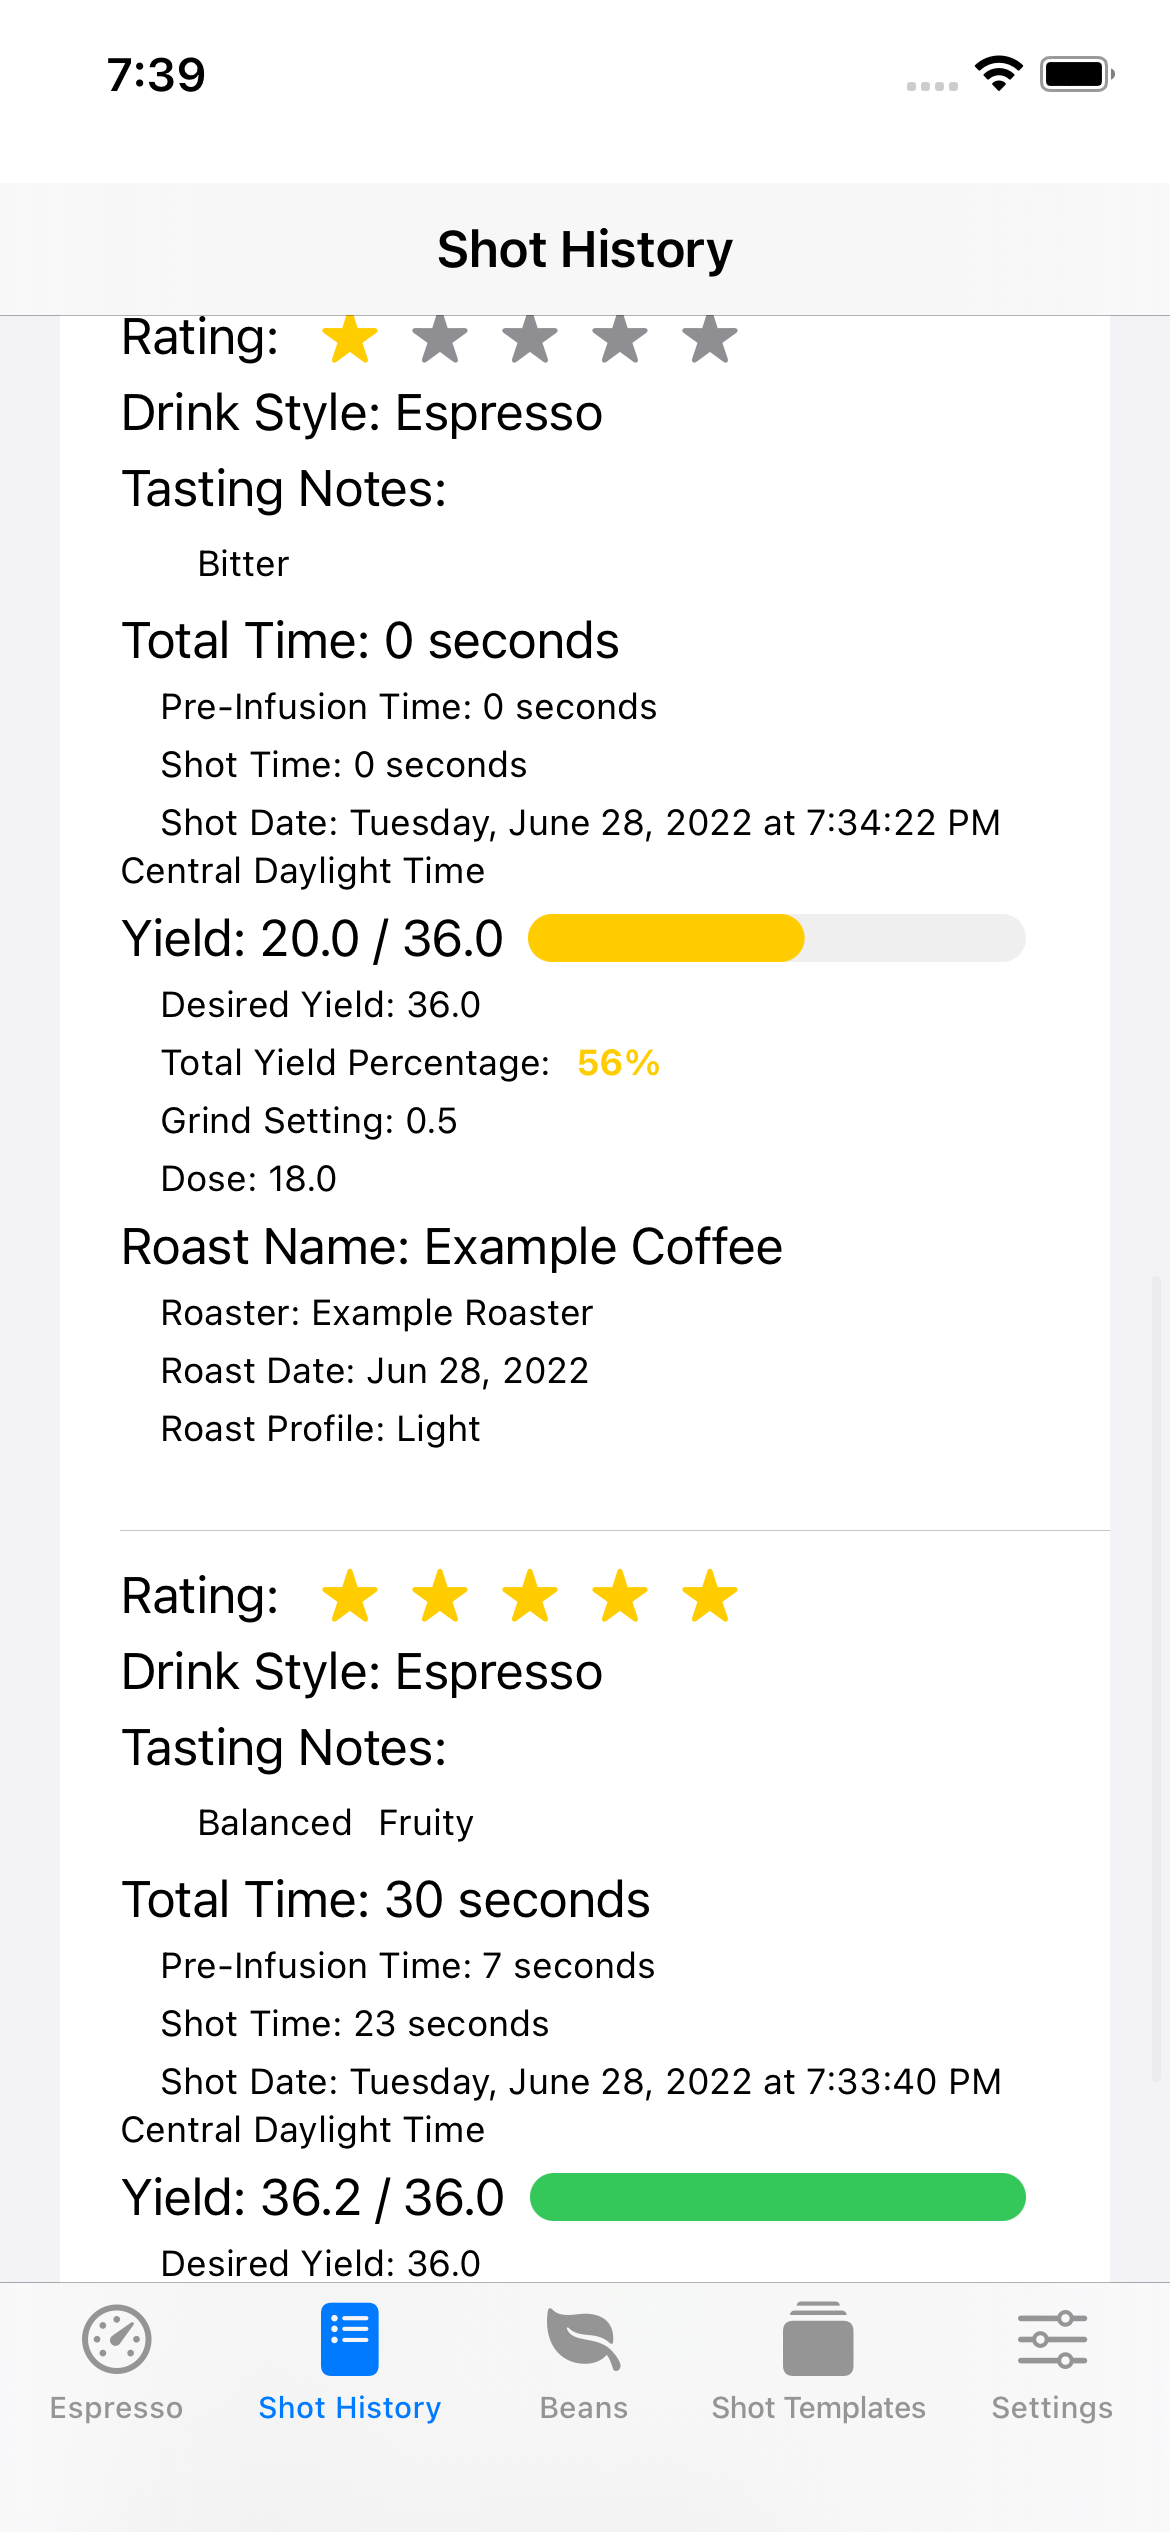 7:39
Shot History
Rating:
Drink Style: Espresso
Tasting Notes:
Bitter
Total Time: 0 seconds
Pre-Infusion Time: 0 seconds
Shot Time: 0 seconds
Shot Date: Tuesday, June 28, 2022 at 7:34:22 PM
Central Daylight Time
Yield: 20.0 / 36.0
Desired Yield: 36.0
Total Yield Percentage: 56%
Grind Setting: 0.5
Dose: 18.0
Roast Name: Example Coffee
Roaster: Example Roaster
Roast Date: Jun 28, 2022
Roast Profile: Light
Rating:
Drink Style: Espresso
Tasting Notes:
Balanced Fruity
Total Time: 30 seconds
Pre-Infusion Time: 7 seconds
Shot Time: 23 seconds
Shot Date: Tuesday, June 28, 2022 at 7:33:40 PM
Central Daylight Time
Yield: 36.2 / 36.0
Desired Yield: 36.0
Espresso Shot History Beans Shot Templates Settings